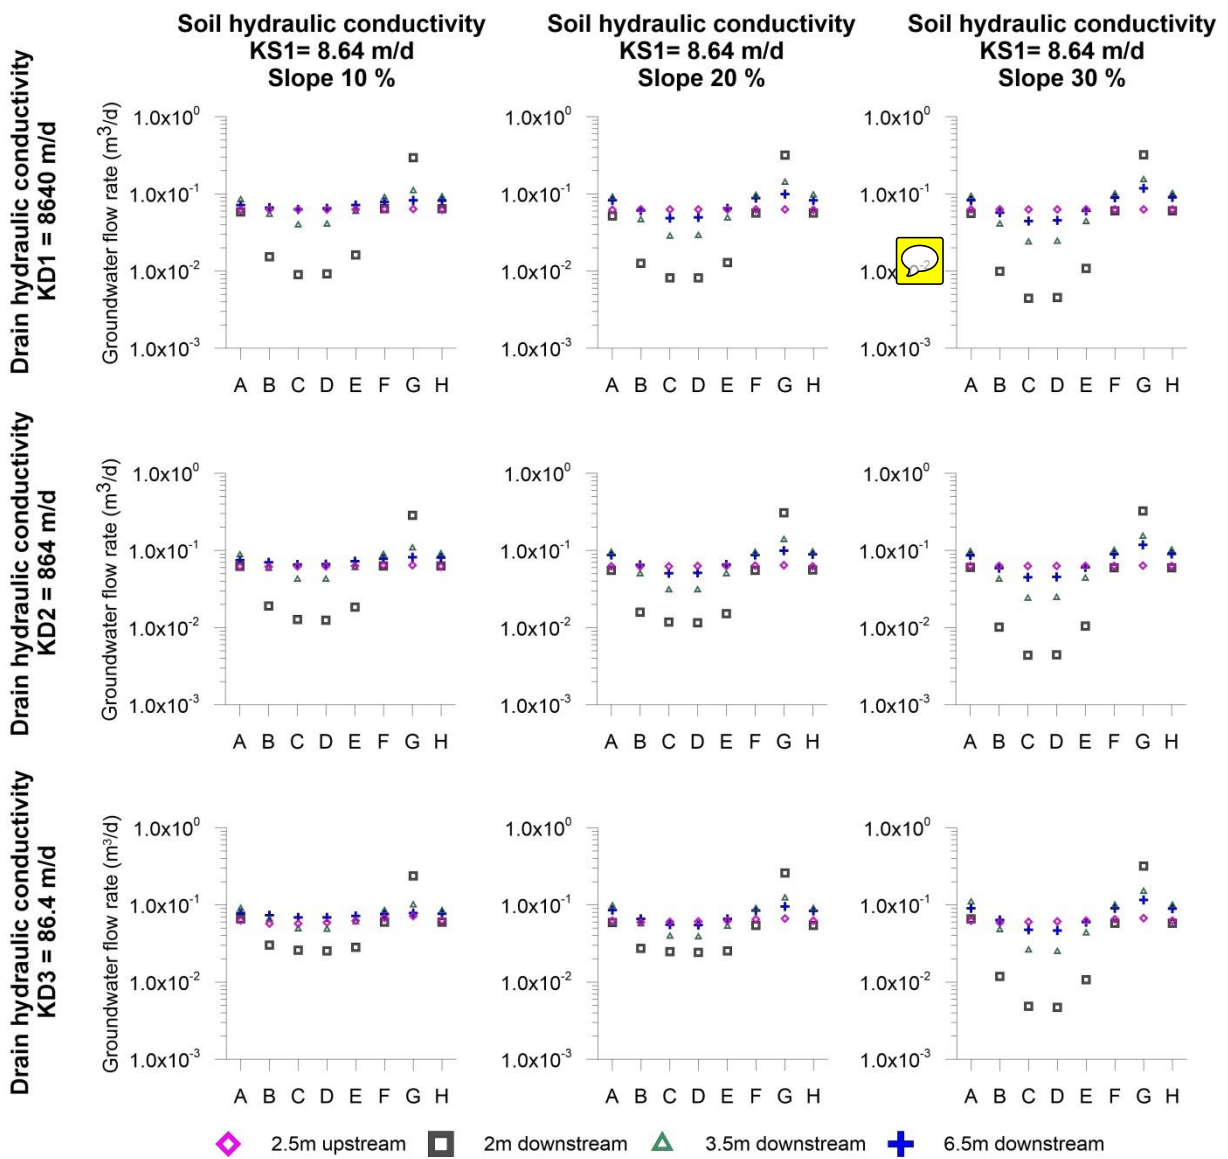 Soil hydraulic conductivity
KS1= 8.64 m/d
Slope 10 %
Soil hydraulic conductivity
KS1= 8.64 m/d
Slope 20 %
Soil hydraulic conductivity
KS1= 8.64 m/d
Slope 30 %
Drain hydraulic conductivity
KD1 = 8640 m/d
Groundwater flow rate (m³/d)
1.0x10⁰
1.0x10⁻¹
1.0x10⁻²
1.0x10⁻³
A B C D E F G H
1.0x10⁰
1.0x10⁻¹
1.0x10⁻²
1.0x10⁻³
A B C D E F G H
1.0x10⁰
1.0x10⁻¹
1.0x
1.0x10⁻³
A B C D E F G H
Drain hydraulic conductivity
KD2 = 864 m/d
Groundwater flow rate (m³/d)
1.0x10⁰
1.0x10⁻¹
1.0x10⁻²
1.0x10⁻³
A B C D E F G H
1.0x10⁰
1.0x10⁻¹
1.0x10⁻²
1.0x10⁻³
A B C D E F G H
1.0x10⁰
1.0x10⁻¹
1.0x10⁻²
1.0x10⁻³
A B C D E F G H
Drain hydraulic conductivity
KD3 = 86.4 m/d
Groundwater flow rate (m³/d)
1.0x10⁰
1.0x10⁻¹
1.0x10⁻²
1.0x10⁻³
A B C D E F G H
1.0x10⁰
1.0x10⁻¹
1.0x10⁻²
1.0x10⁻³
A B C D E F G H
1.0x10⁰
1.0x10⁻¹
1.0x10⁻²
1.0x10⁻³
A B C D E F G H
2.5m upstream 2m downstream 3.5m downstream 6.5m downstream